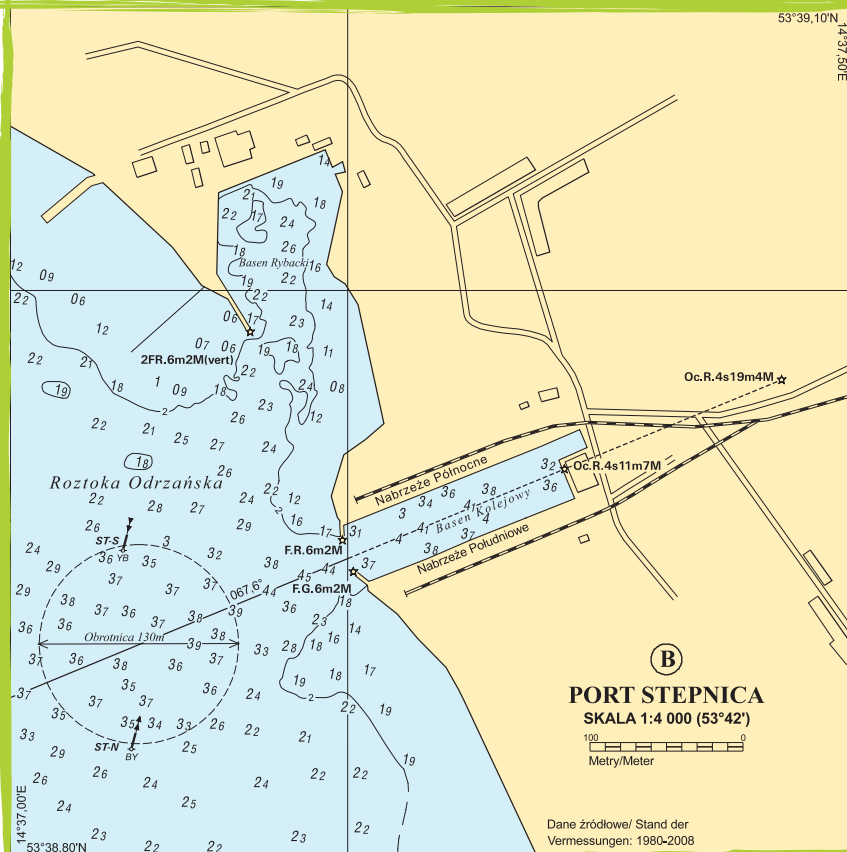 53°39,10'N
14°37,50'E
Basen Rybacki
2FR.6m2M(vert)
Oc.R.4s19m4M
Oc.R.4s11m7M
Nabrzeże Północne
Roztoka Odrzańska
Basen Kolejowy
ST-S
YB
F.R.6m2M
Nabrzeże Południowe
067.6°
F.G.6m2M
Obrotnica 130m
B
PORT STEPNICA
SKALA 1:4 000 (53°42')
100 0
Metry/Meter
ST-N
BY
14°37,00'E
Dane źródłowe/ Stand der
Vermessungen: 1980-2008
53°38,80'N